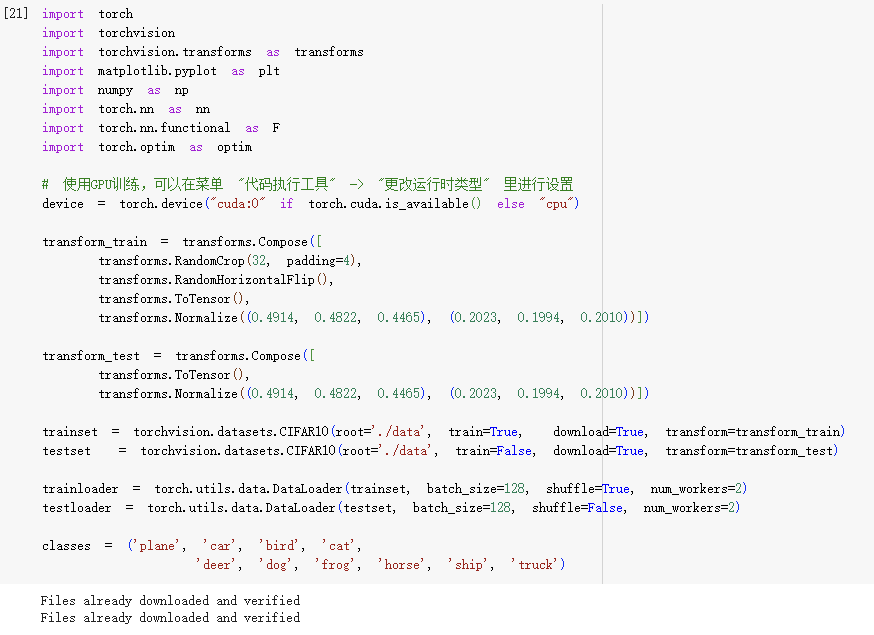 [21] import torch
import torchvision
import torchvision.transforms as transforms
import matplotlib.pyplot as plt
import numpy as np
import torch.nn as nn
import torch.nn.functional as F
import torch.optim as optim
# 使用GPU训练，可以在菜单 "代码执行工具" -> "更改运行时类型" 里进行设置
device = torch.device("cuda:0" if torch.cuda.is_available() else "cpu")
transform_train = transforms.Compose([
transforms.RandomCrop(32, padding=4),
transforms.RandomHorizontalFlip(),
transforms.ToTensor(),
transforms.Normalize((0.4914, 0.4822, 0.4465), (0.2023, 0.1994, 0.2010))])
transform_test = transforms.Compose([
transforms.ToTensor(),
transforms.Normalize((0.4914, 0.4822, 0.4465), (0.2023, 0.1994, 0.2010))])
trainset = torchvision.datasets.CIFAR10(root='./data', train=True, download=True, transform=transform_train)
testset = torchvision.datasets.CIFAR10(root='./data', train=False, download=True, transform=transform_test)
trainloader = torch.utils.data.DataLoader(trainset, batch_size=128, shuffle=True, num_workers=2)
testloader = torch.utils.data.DataLoader(testset, batch_size=128, shuffle=False, num_workers=2)
classes = ('plane', 'car', 'bird', 'cat',
'deer', 'dog', 'frog', 'horse', 'ship', 'truck')
Files already downloaded and verified
Files already downloaded and verified